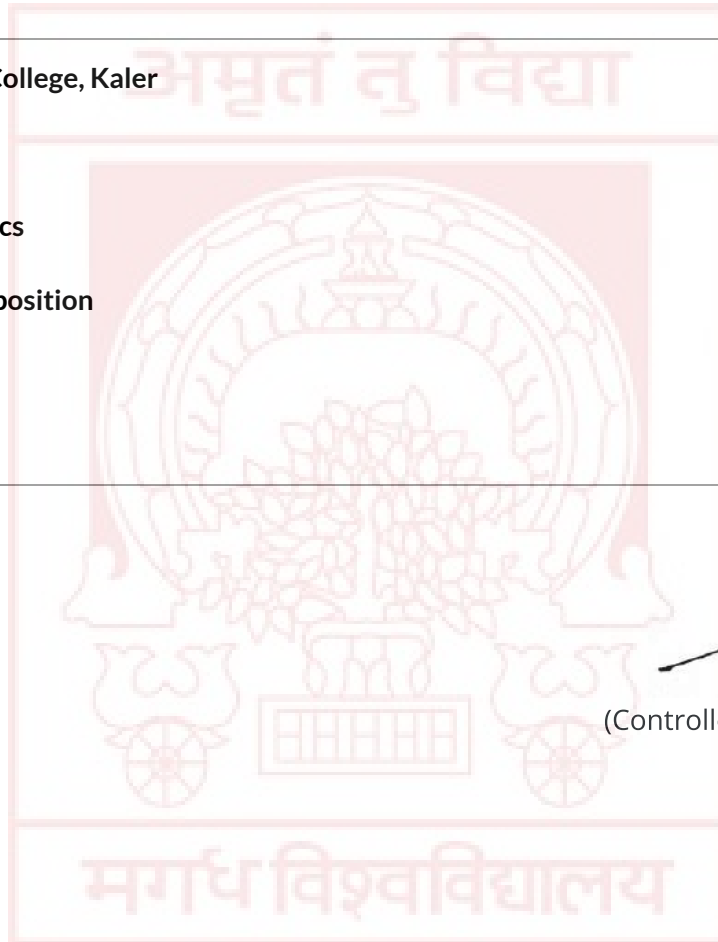 अमृतं तु विद्या
College, Kaler
cs
position
(Controll
मगध विश्वविद्यालय